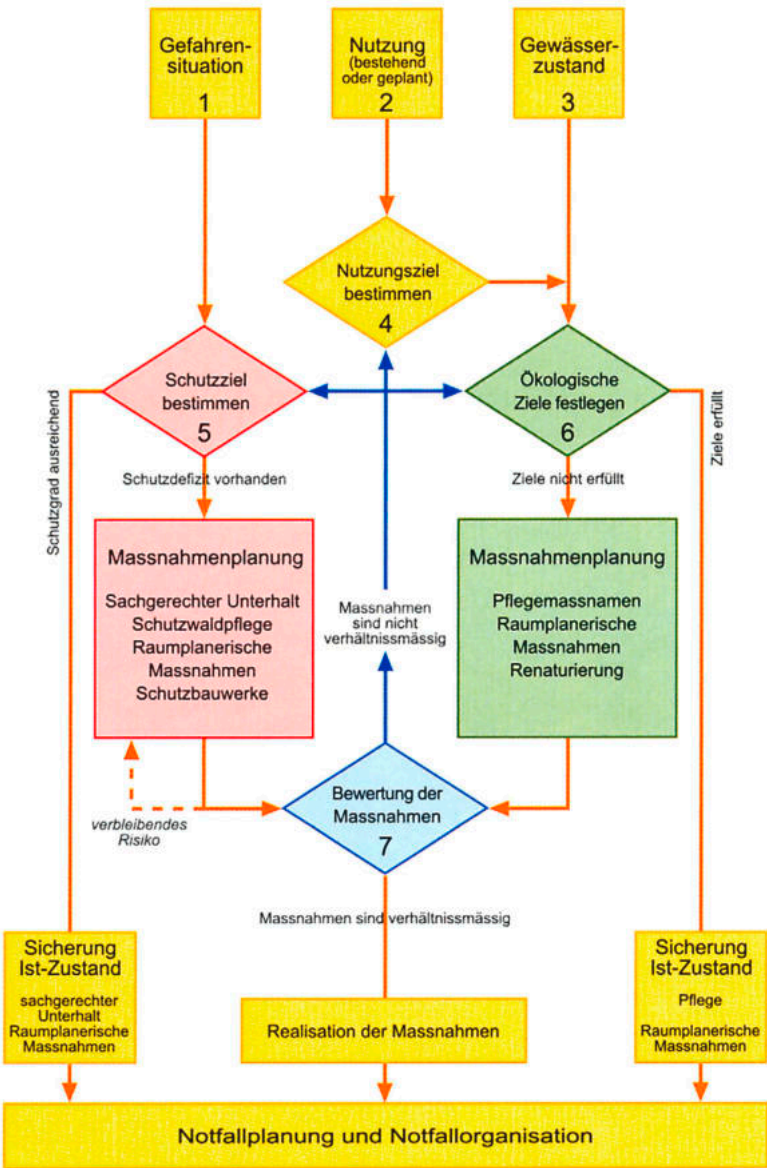 Gefahren-
situation
1
Nutzung
(bestehend
oder geplant)
2
Gewässer-
zustand
3
Nutzungsziel
bestimmen
4
Schutzziel
bestimmen
5
Ökologische
Ziele festlegen
6
Schutzgrad ausreichend
Ziele erfüllt
Schutzdefizit vorhanden
Ziele nicht erfüllt
Massnahmenplanung
Sachgerechter Unterhalt
Schutzwaldpflege
Raumplanerische
Massnahmen
Schutzbauwerke
Massnahmen
sind nicht
verhältnissmässig
Massnahmenplanung
Pflegemassnamen
Raumplanerische
Massnahmen
Renaturierung
verbleibendes
Risiko
Bewertung der
Massnahmen
7
Massnahmen sind verhältnissmässig
Sicherung
Ist-Zustand
sachgerechter
Unterhalt
Raumplanerische
Massnahmen
Realisation der Massnahmen
Sicherung
Ist-Zustand
Pflege
Raumplanerische
Massnahmen
Notfallplanung und Notfallorganisation